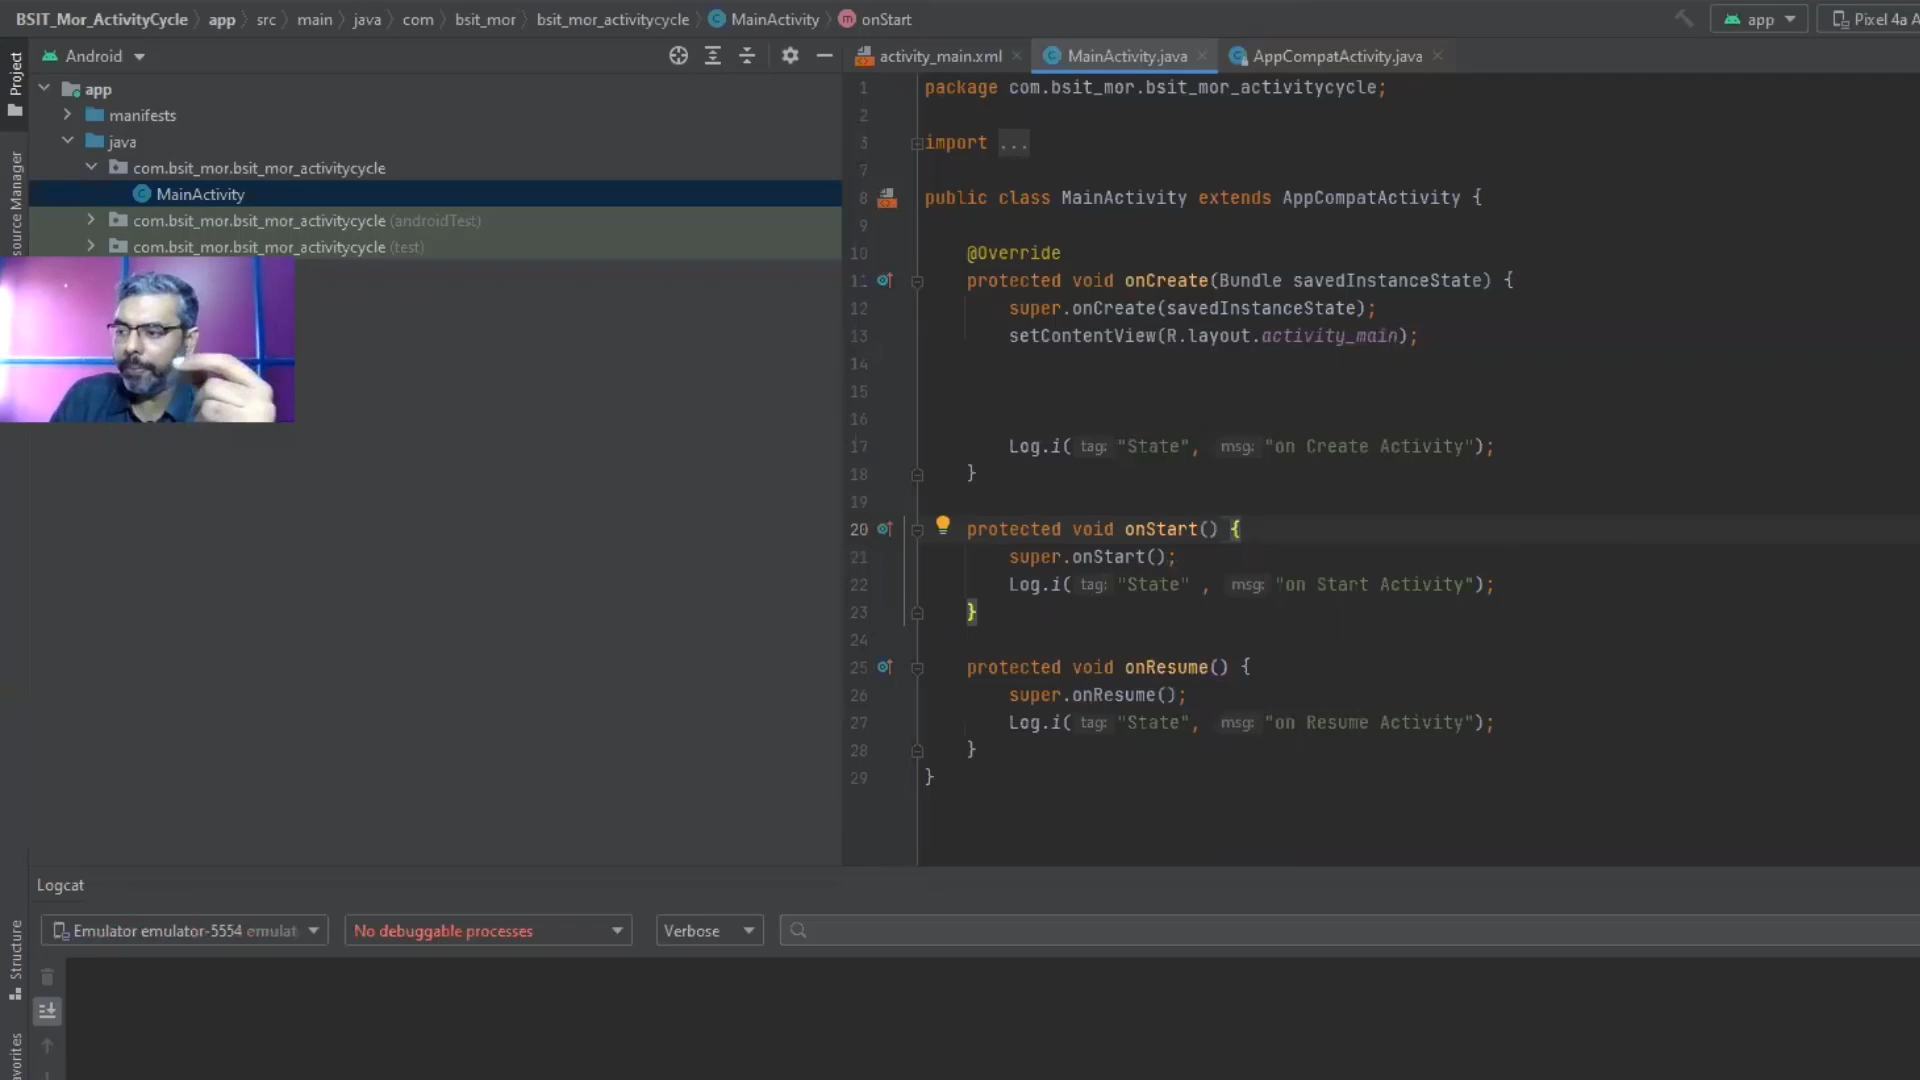 BSIT_Mor_ActivityCycle app src main java com bsit_mor bsit_mor_activitycycle MainActivity onStart app Pixel 4a A
Android
activity_main.xml MainActivity.java AppCompatActivity.java
Project
source Manager
Structure
avorites
app
manifests
java
com.bsit_mor.bsit_mor_activitycycle
MainActivity
com.bsit_mor.bsit_mor_activitycycle (androidTest)
com.bsit_mor.bsit_mor_activitycycle (test)
1 package com.bsit_mor.bsit_mor_activitycycle;
2
3 import ...
7
8 public class MainActivity extends AppCompatActivity {
9
10 @Override
11 protected void onCreate(Bundle savedInstanceState) {
12 super.onCreate(savedInstanceState);
13 setContentView(R.layout.activity_main);
14
15
16
17 Log.i( tag: "State", msg: "on Create Activity");
18 }
19
20 protected void onStart() {
21 super.onStart();
22 Log.i( tag: "State" , msg: "on Start Activity");
23 }
24
25 protected void onResume() {
26 super.onResume();
27 Log.i( tag: "State", msg: "on Resume Activity");
28 }
29 }
Logcat
Emulator emulator-5554 emulat No debuggable processes Verbose